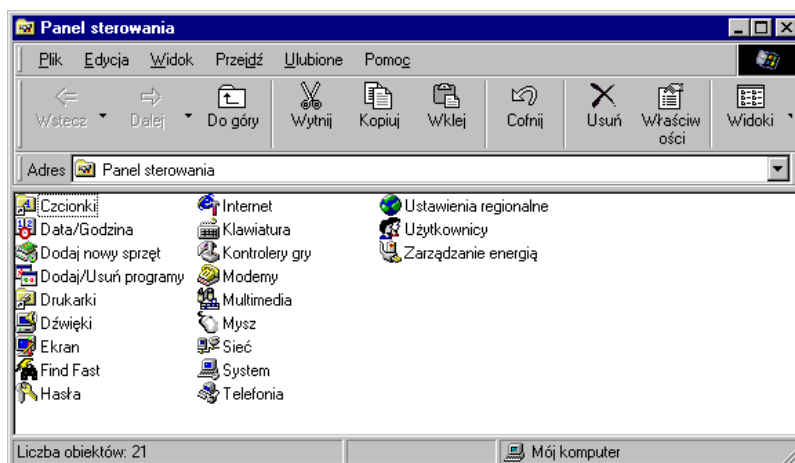 Panel sterowania
Plik Edycja Widok Przejdź Ulubione Pomoc
Wstecz Dalej Do góry Wytnij Kopiuj Wklej Cofnij Usuń Właściwości Widoki
Adres Panel sterowania
Czcionki
Data/Godzina
Dodaj nowy sprzęt
Dodaj/Usuń programy
Drukarki
Dźwięki
Ekran
Find Fast
Hasła
Internet
Klawiatura
Kontrolery gry
Modemy
Multimedia
Mysz
Sieć
System
Telefonia
Ustawienia regionalne
Użytkownicy
Zarządzanie energią
Liczba obiektów: 21
Mój komputer